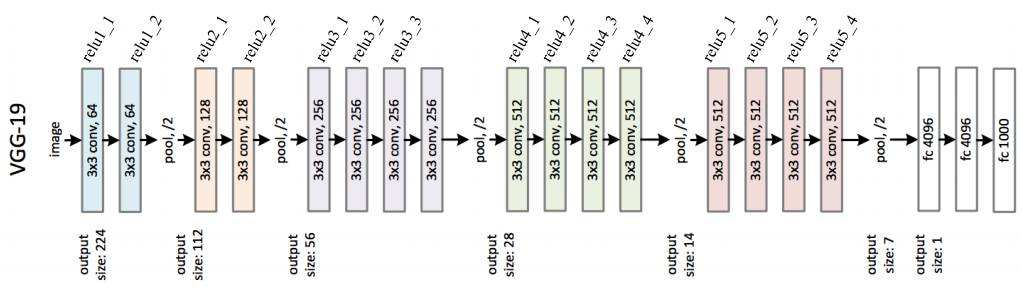 VGG-19
image
3x3 conv, 64
relu1_1
3x3 conv, 64
relu1_2
pool, /2
3x3 conv, 128
relu2_1
3x3 conv, 128
relu2_2
pool, /2
3x3 conv, 256
relu3_1
3x3 conv, 256
relu3_2
3x3 conv, 256
relu3_3
3x3 conv, 256
pool, /2
3x3 conv, 512
relu4_1
3x3 conv, 512
relu4_2
3x3 conv, 512
relu4_3
3x3 conv, 512
relu4_4
pool, /2
3x3 conv, 512
relu5_1
3x3 conv, 512
relu5_2
3x3 conv, 512
relu5_3
3x3 conv, 512
relu5_4
pool, /2
fc 4096
fc 4096
fc 1000
output
size: 224
output
size: 112
output
size: 56
output
size: 28
output
size: 14
output
size: 7
output
size: 1